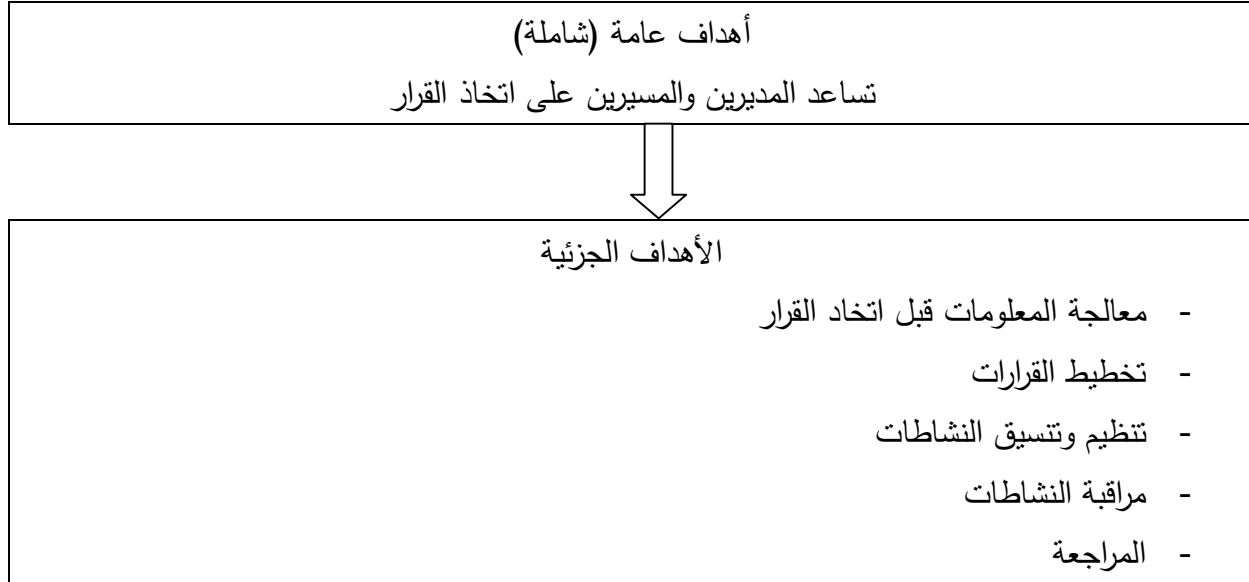 أهداف عامة (شاملة)
تساعد المديرين والمسيرين على اتخاذ القرار
الأهداف الجزئية
- معالجة المعلومات قبل اتخاد القرار
- تخطيط القرارات
- تنظيم وتنسيق النشاطات
- مراقبة النشاطات
- المراجعة